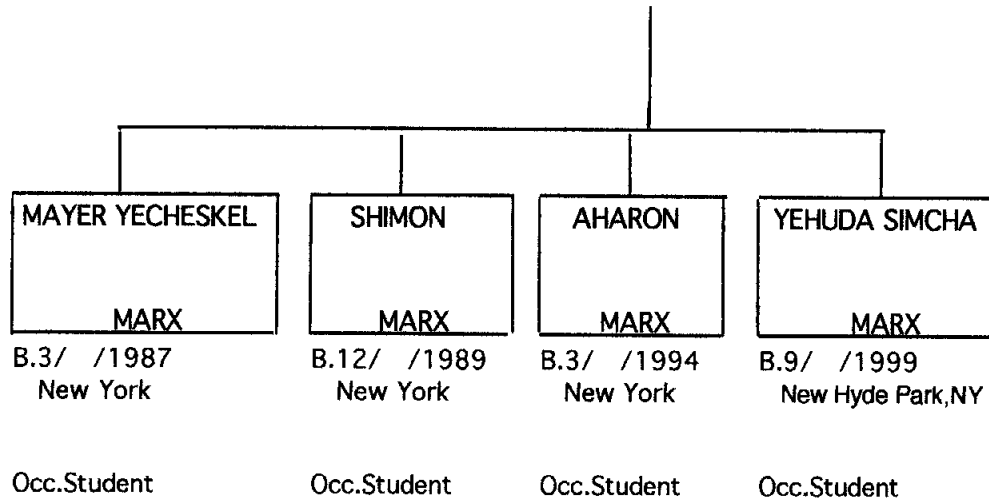 MAYER YECHESKEL
MARX
B.3/ /1987
New York
Occ.Student
SHIMON
MARX
B.12/ /1989
New York
Occ.Student
AHARON
MARX
B.3/ /1994
New York
Occ.Student
YEHUDA SIMCHA
MARX
B.9/ /1999
New Hyde Park,NY
Occ.Student